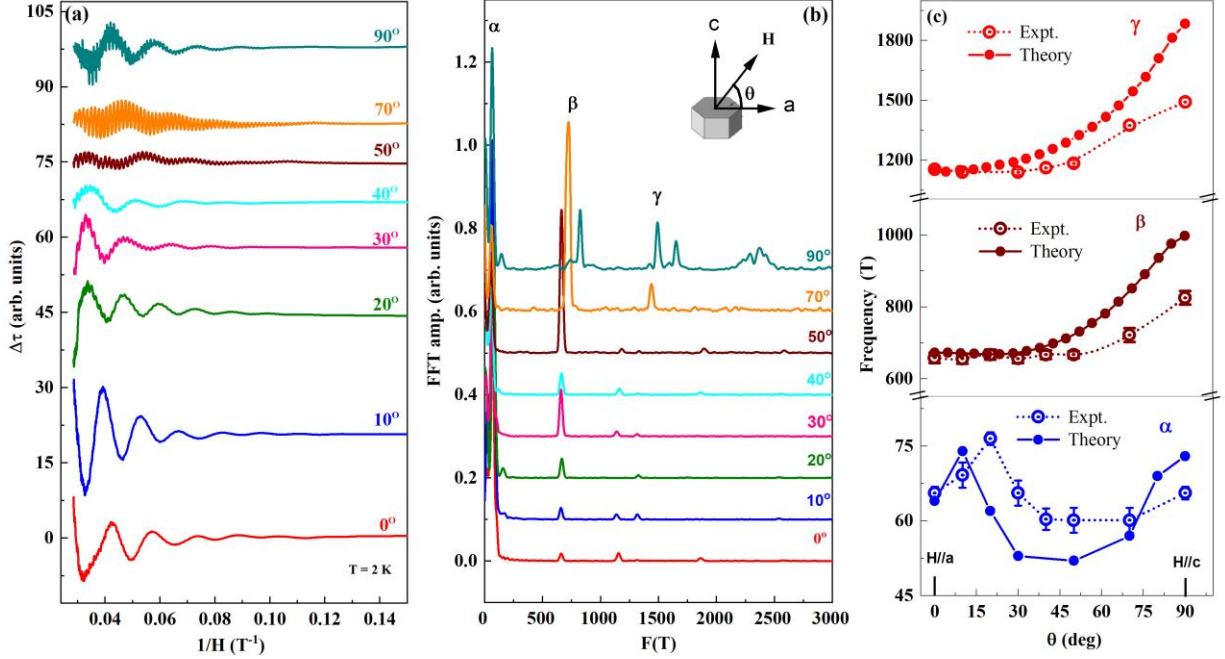 (a)
105
90
75
60
45
30
15
0
Δτ (arb. units)
90°
70°
50°
40°
30°
20°
10°
0°
T = 2 K
0.04 0.06 0.08 0.10 0.12 0.14
1/H (T⁻¹)
(b)
1.2
1.0
0.8
0.6
0.4
0.2
0.0
FFT amp. (arb. units)
α
β
γ
c
H
θ
a
90°
70°
50°
40°
30°
20°
10°
0°
0 500 1000 1500 2000 2500 3000
F(T)
(c)
1800
1500
1200
Expt.
Theory
γ
1000
800
600
Expt.
Theory
β
75
60
45
Expt.
Theory
α
Frequency (T)
H//a
H//c
0 15 30 45 60 75 90
θ (deg)